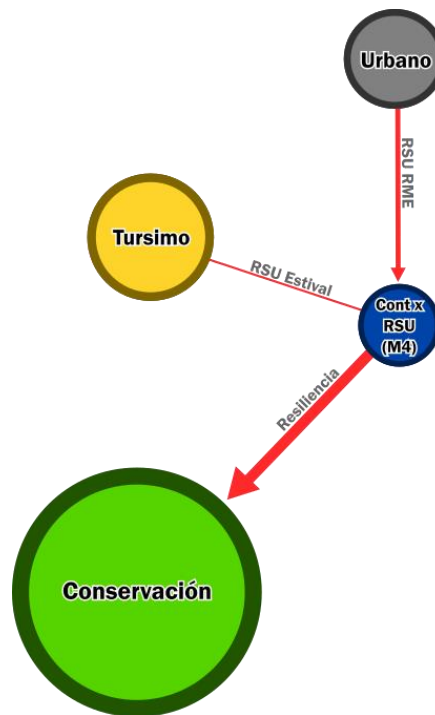 Urbano
RSU RME
Tursimo
RSU Estival
Cont x
RSU
(M4)
Resiliencia
Conservación